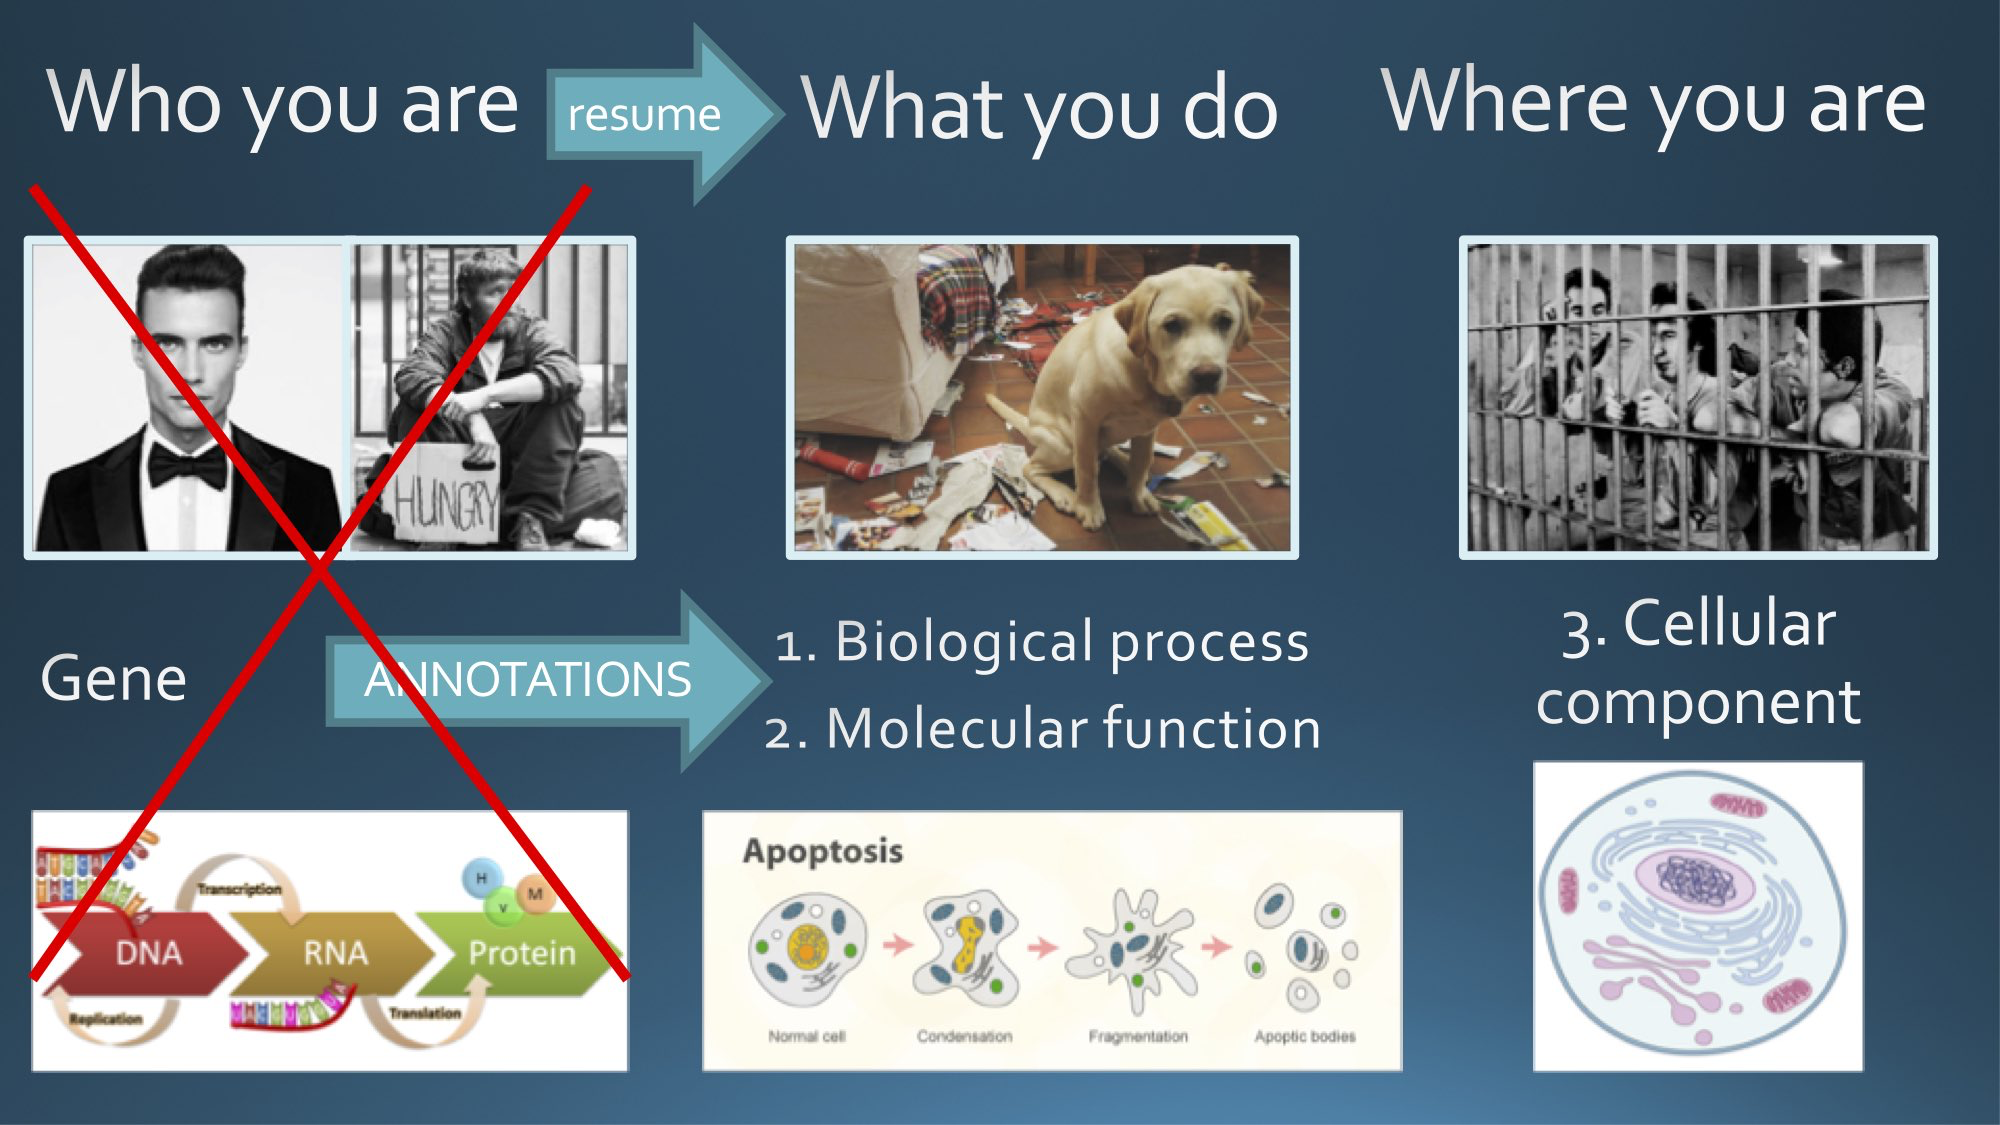 Who you are
resume
What you do
Where you are
HUNGRY
Gene
ANNOTATIONS
1. Biological process
2. Molecular function
3. Cellular
component
Transcription
H
V
M
DNA
RNA
Protein
Replication
Translation
Apoptosis
Normal cell
Condensation
Fragmentation
Apoptic bodies